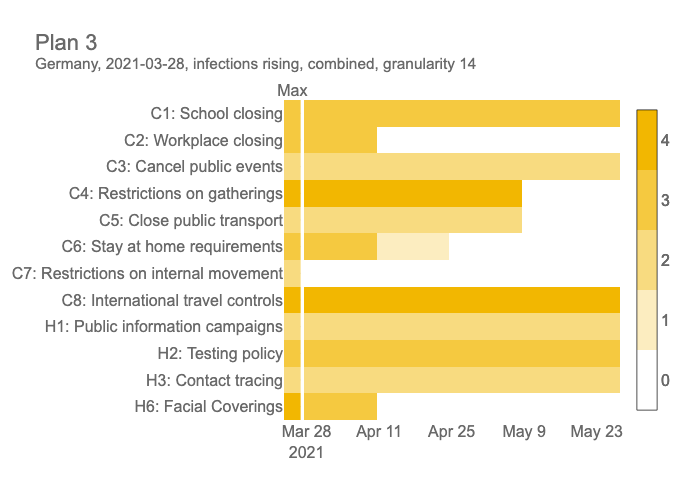 Plan 3
Germany, 2021-03-28, infections rising, combined, granularity 14
Max
C1: School closing
C2: Workplace closing
C3: Cancel public events
C4: Restrictions on gatherings
C5: Close public transport
C6: Stay at home requirements
C7: Restrictions on internal movement
C8: International travel controls
H1: Public information campaigns
H2: Testing policy
H3: Contact tracing
H6: Facial Coverings
Mar 28 Apr 11 Apr 25 May 9 May 23
2021
4
3
2
1
0